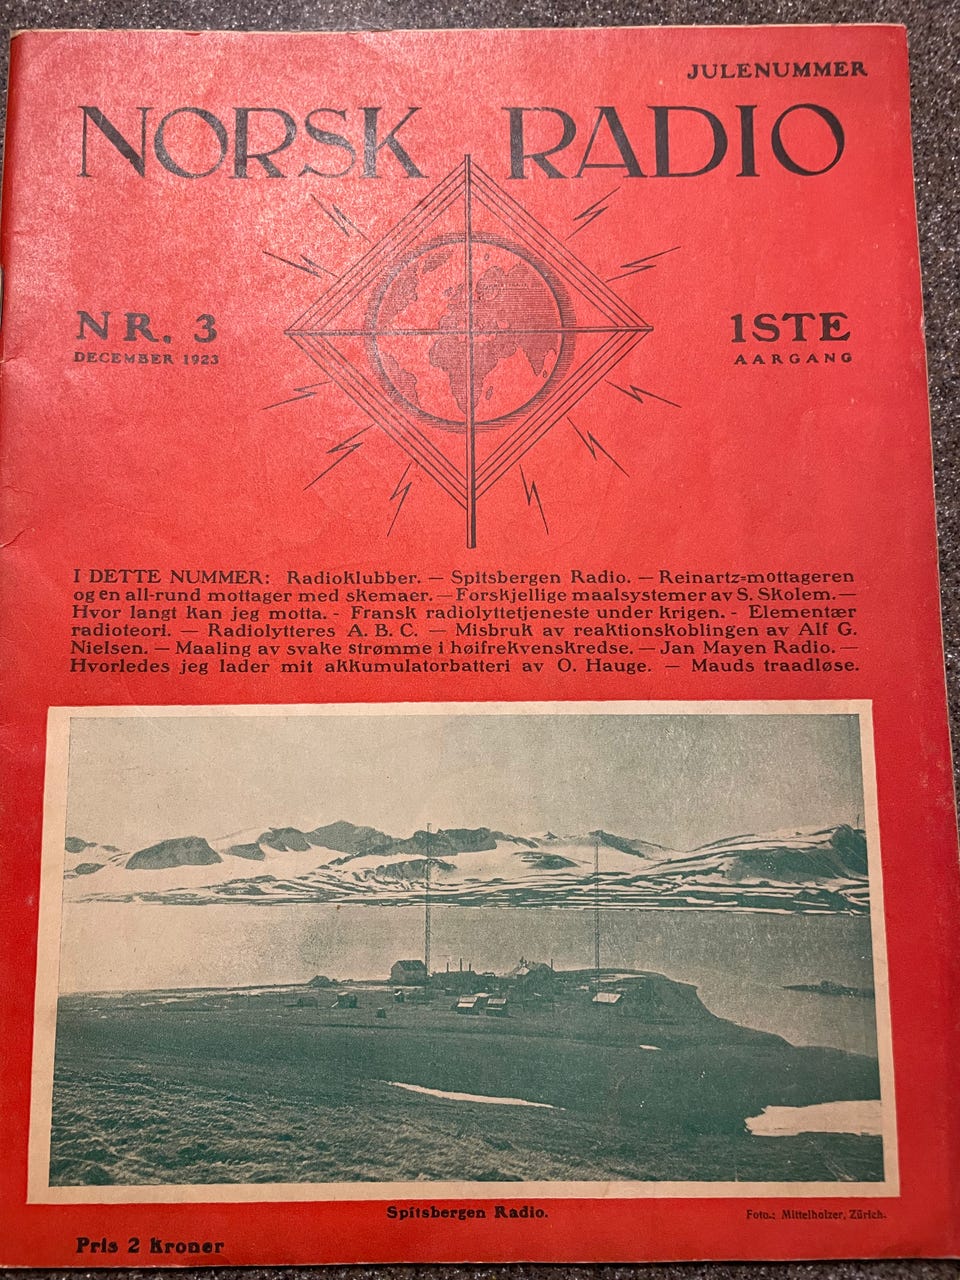 JULENUMMER
NORSK RADIO
NR. 3
DECEMBER 1923
1STE
AARGANG
I DETTE NUMMER: Radioklubber. — Spitsbergen Radio. — Reinartz=mottageren
og en all-rund mottager med skemaer. — Forskjellige maalsystemer av S. Skolem. —
Hvor langt kan jeg motta. - Fransk radiolyttetjeneste under krigen. - Elementær
radioteori. — Radiolytteres A. B. C. — Misbruk av reaktionskoblingen av Alf G.
Nielsen. — Maaling av svake strømme i høifrekvenskredse. — Jan Mayen Radio. —
Hvorledes jeg lader mit akkumulatorbatteri av O. Hauge. — Mauds traadløse.
Spitsbergen Radio.
Foto.: Mittelholzer, Zürich.
Pris 2 Kroner